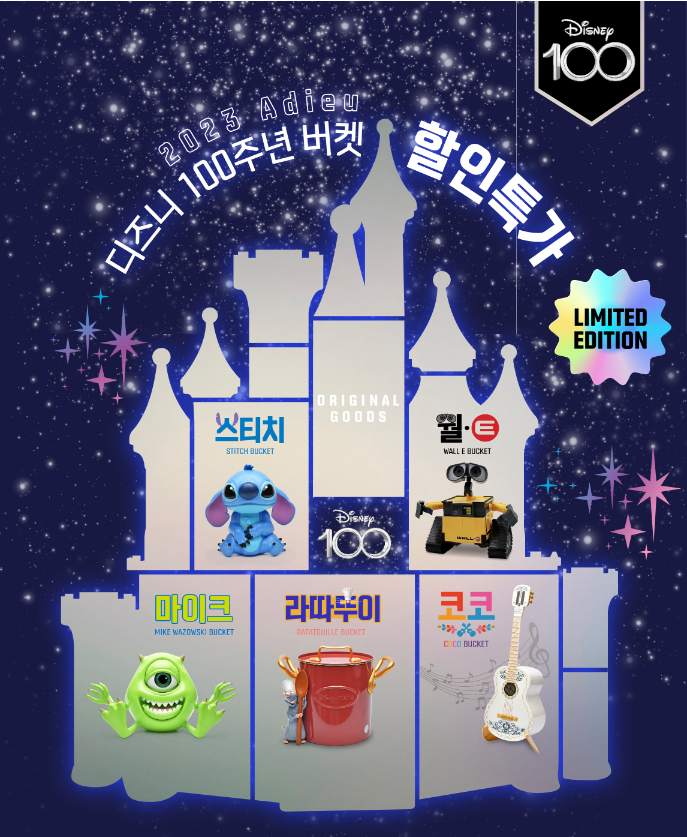 Disney
100
2023 Adieu
디즈니 100주년 버켓
할인특가
LIMITED
EDITION
ORIGINAL
GOODS
스티치
STITCH BUCKET
월·E
WALL E BUCKET
WALL·E
Disney
100
마이크
MIKE WAZOWSKI BUCKET
라따뚜이
RATATOUILLE BUCKET
코코
COCO BUCKET